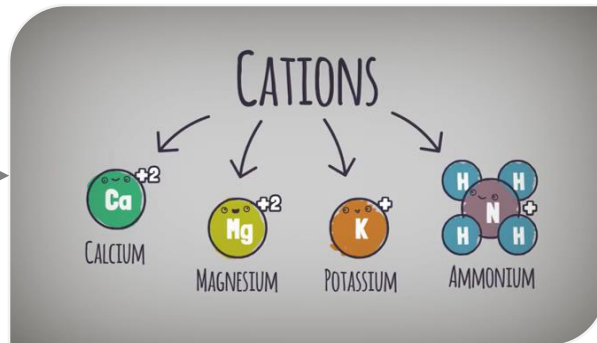 CATIONS
Ca +2
CALCIUM
Mg +2
MAGNESIUM
K +
POTASSIUM
H H
N +
H H
AMMONIUM